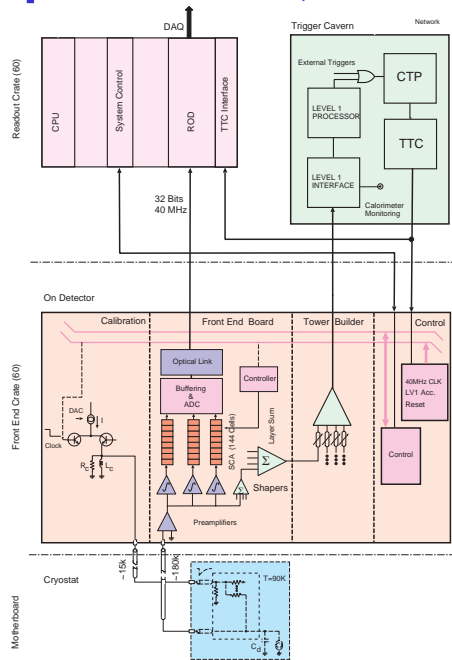 DAQ
Readout Crate (60)
CPU
System Control
ROD
TTC Interface
Trigger Cavern
Network
External Triggers
CTP
LEVEL 1
PROCESSOR
TTC
LEVEL 1
INTERFACE
Calorimeter
Monitoring
32 Bits
40 MHz
On Detector
Front End Crate (60)
Calibration
Front End Board
Tower Builder
Control
Optical Link
Buffering
&
ADC
Controller
40MHz CLK
LV1 Acc.
Reset
DAC
I
Clock
SCA (144 Cells)
Layer Sum
Control
Rc
Lc
Σ
Σ
Shapers
Preamplifiers
~15k
~180k
Motherboard
Cryostat
T=90K
Cd